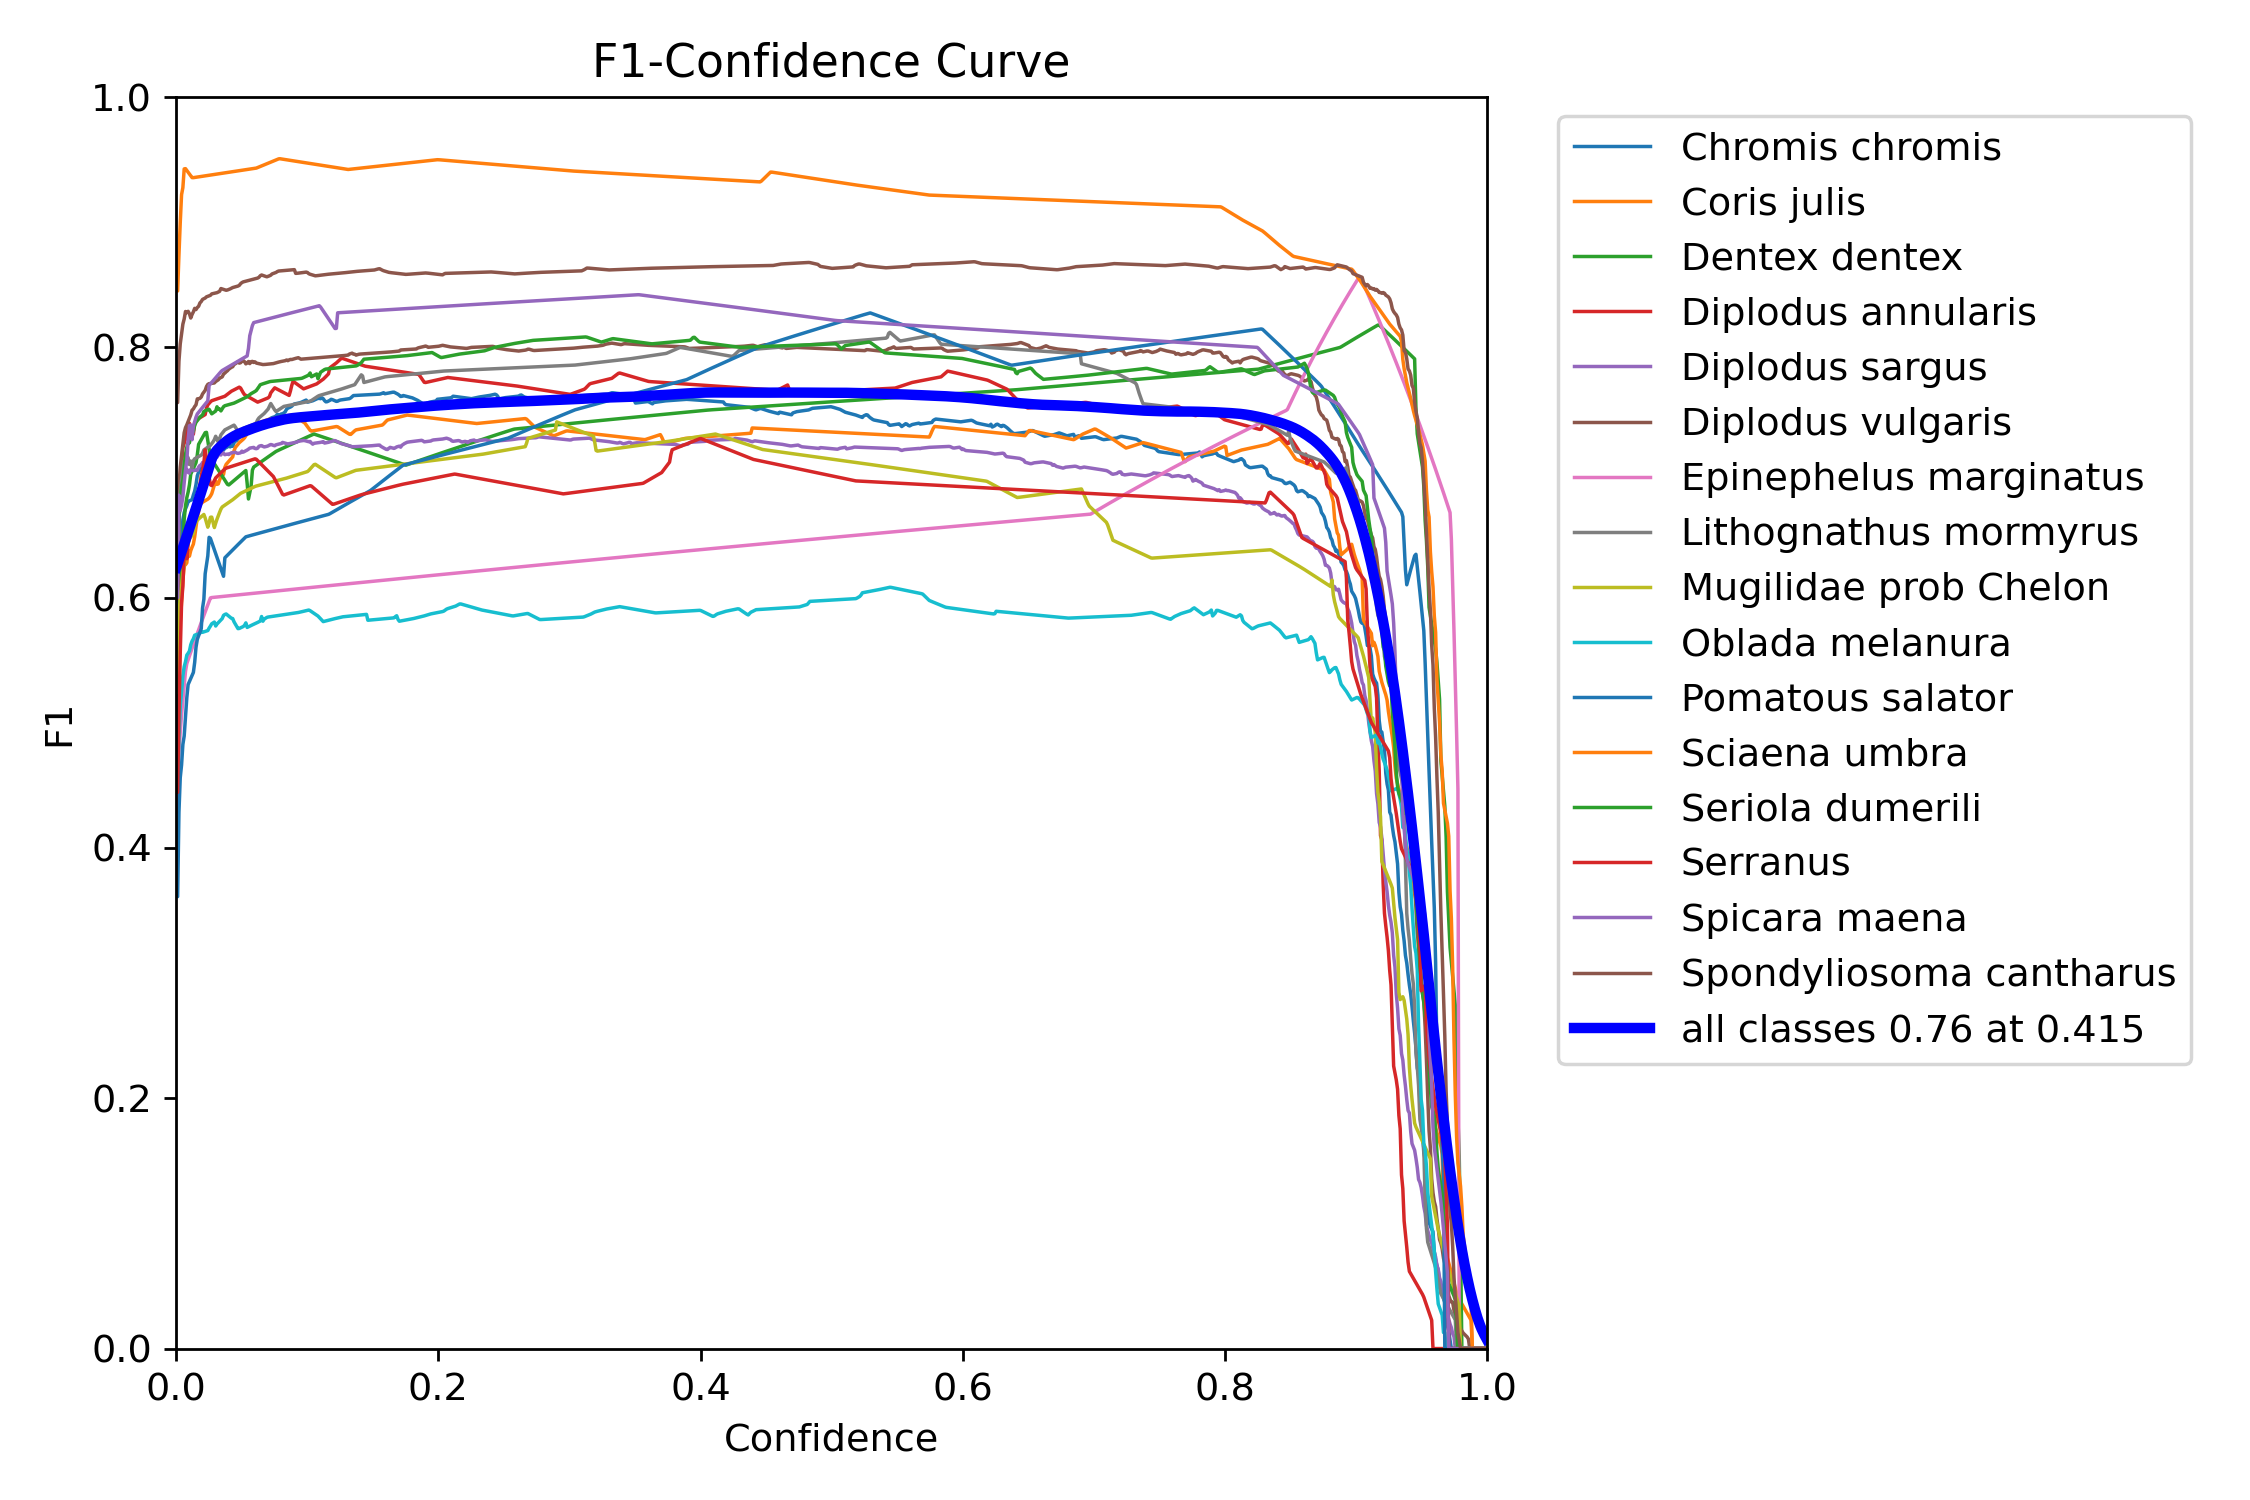 F1-Confidence Curve
1.0
0.8
0.6
0.4
0.2
0.0
F1
0.0 0.2 0.4 0.6 0.8 1.0
Confidence
Chromis chromis
Coris julis
Dentex dentex
Diplodus annularis
Diplodus sargus
Diplodus vulgaris
Epinephelus marginatus
Lithognathus mormyrus
Mugilidae prob Chelon
Oblada melanura
Pomatous salator
Sciaena umbra
Seriola dumerili
Serranus
Spicara maena
Spondyliosoma cantharus
all classes 0.76 at 0.415